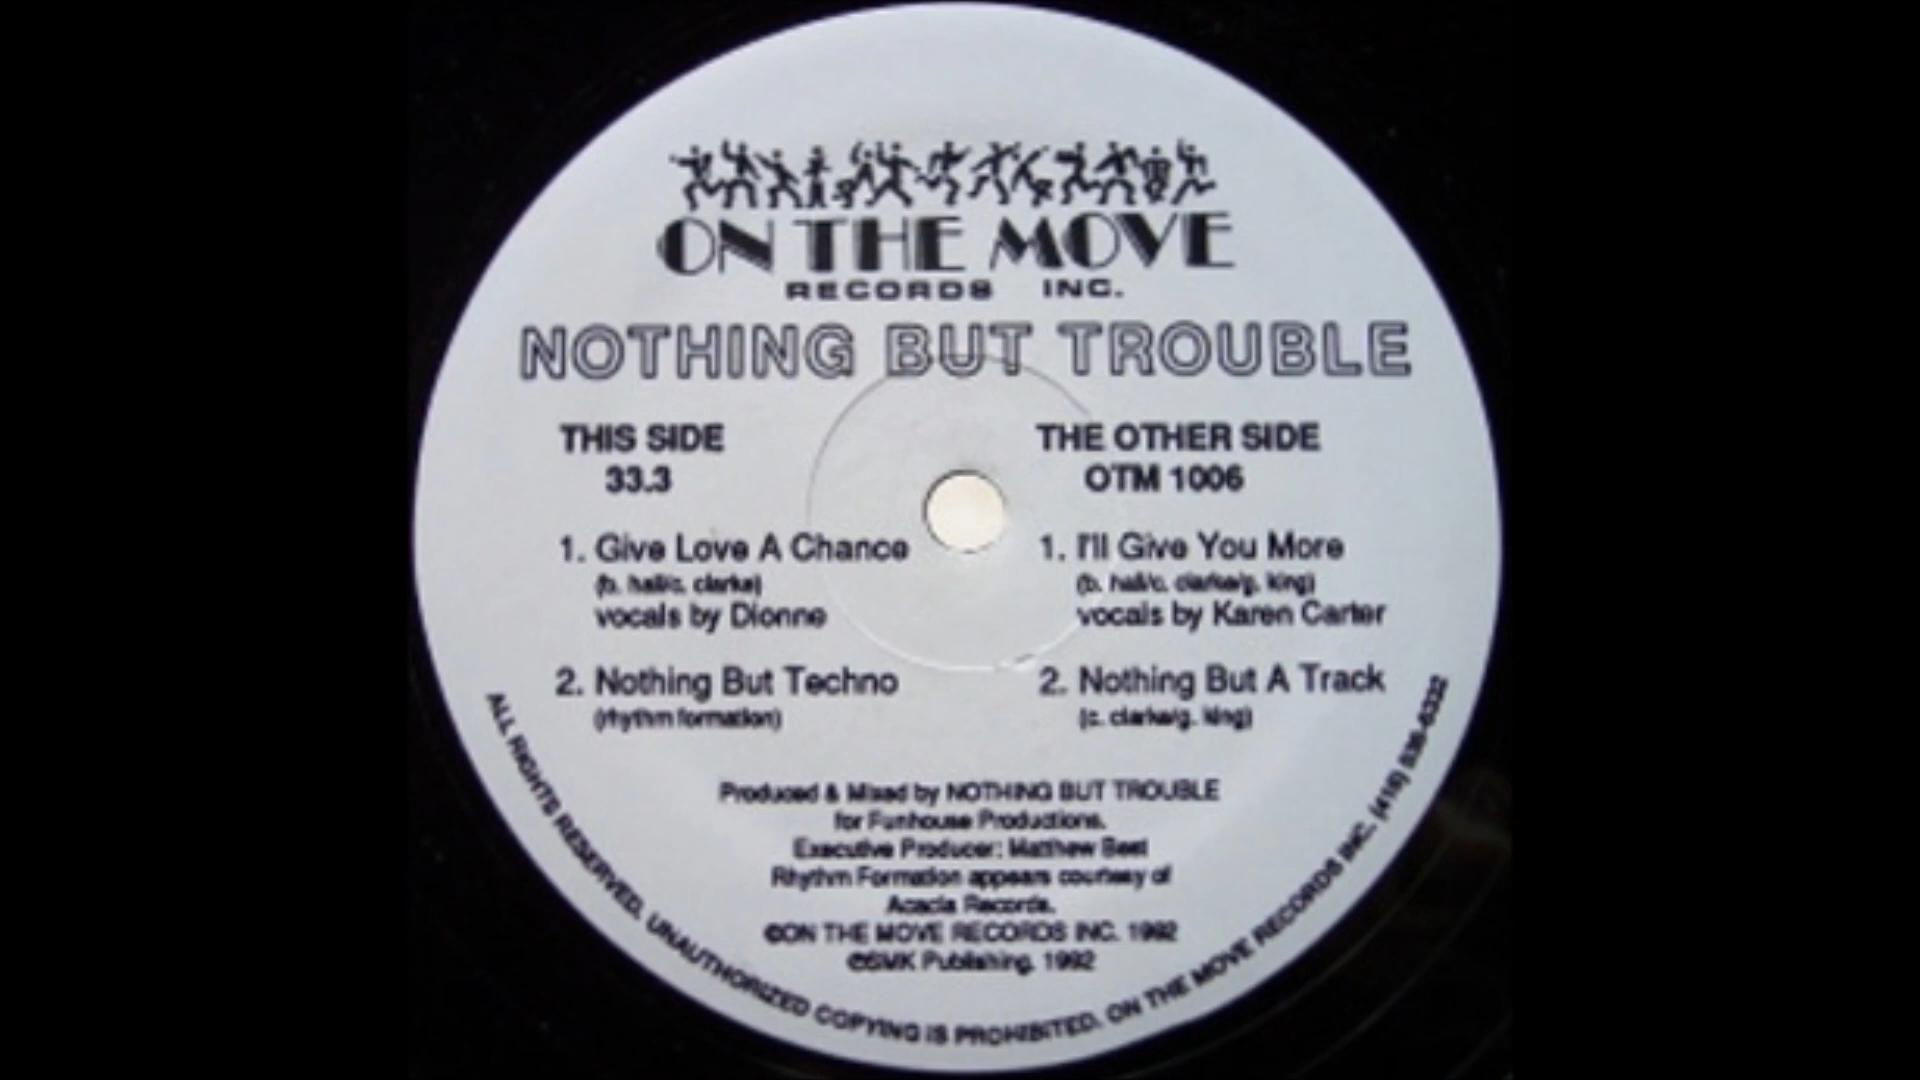 ON THE MOVE
RECORDS INC.
NOTHING BUT TROUBLE
THIS SIDE
33.3
1. Give Love A Chance
(b. hall/c. clarke)
vocals by Dionne
2. Nothing But Techno
(rhythm formation)
THE OTHER SIDE
OTM 1006
1. I'll Give You More
(b. hall/c. clarke/g. king)
vocals by Karen Carter
2. Nothing But A Track
(c. clarke/g. king)
Produced & Mixed by NOTHING BUT TROUBLE
for Funhouse Productions.
Executive Producer: Matthew Best
Rhythm Formation appears courtesy of
Acacia Records.
©ON THE MOVE RECORDS INC. 1992
Publishing. 1992
ALL RIGHTS RESERVED. UNAUTHORIZED COPYING IS PROHIBITED. ON THE MOVE RECORDS INC. (416)